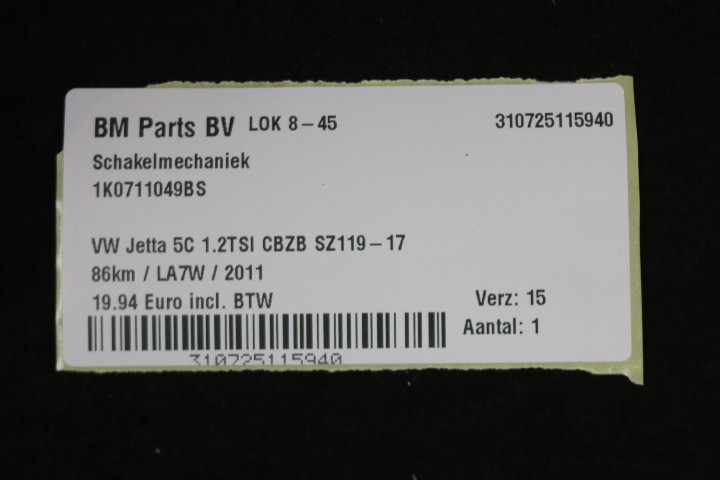 BM Parts BV LOK 8-45 310725115940
Schakelmechaniek
1K0711049BS
VW Jetta 5C 1.2TSI CBZB SZ119-17
86km / LA7W / 2011
19.94 Euro incl. BTW Verz: 15
Aantal: 1
310725115940